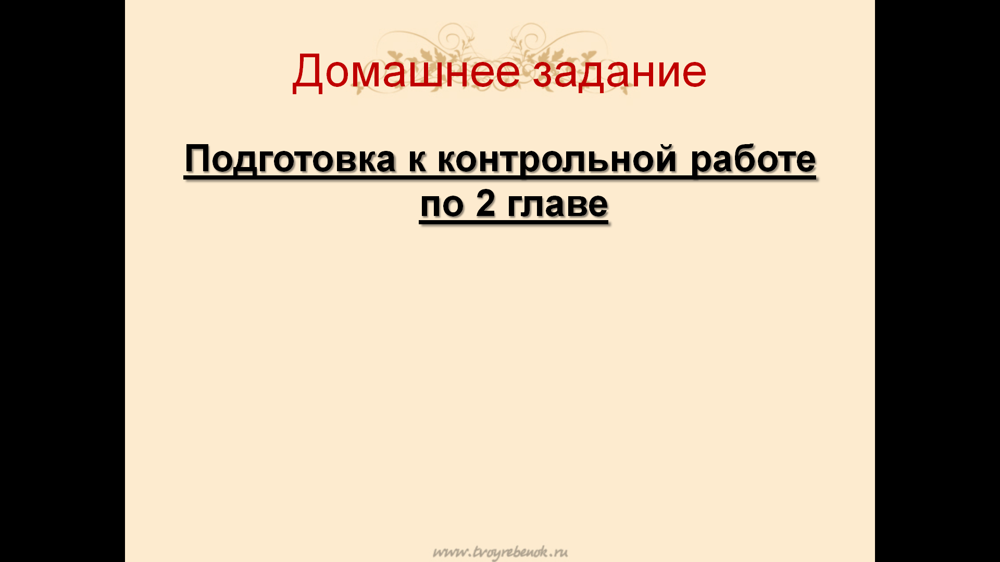 Домашнее задание
Подготовка к контрольной работе
по 2 главе
www.tvoyrebenok.ru